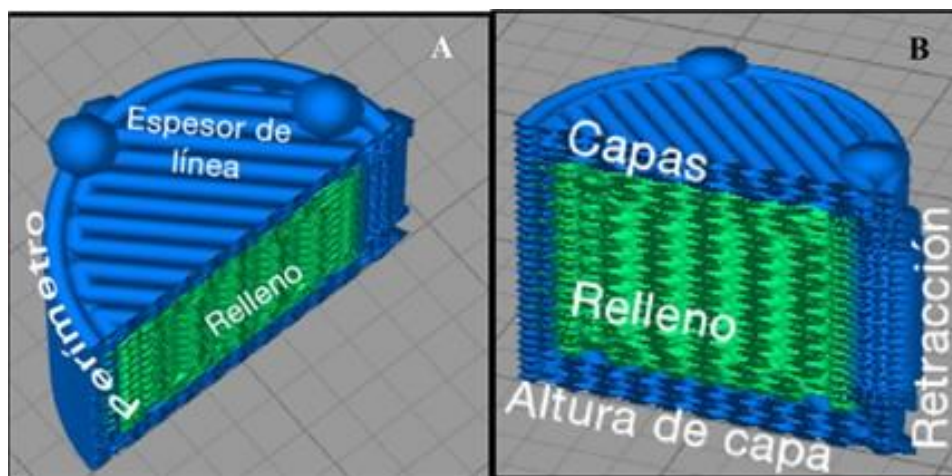 A
Espesor de
línea
Relleno
Perímetro
B
Capas
Relleno
Altura de capa
Retracción